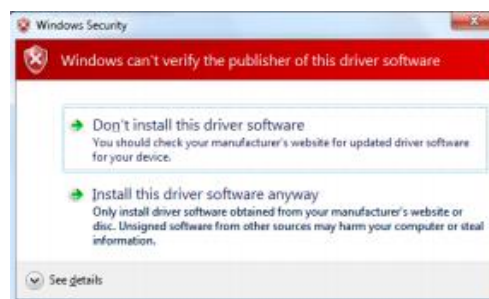 Windows Security
Windows can't verify the publisher of this driver software
Don't install this driver software
You should check your manufacturer's website for updated driver software
for your device.
Install this driver software anyway
Only install driver software obtained from your manufacturer's website or
disc. Unsigned software from other sources may harm your computer or steal
information.
See details